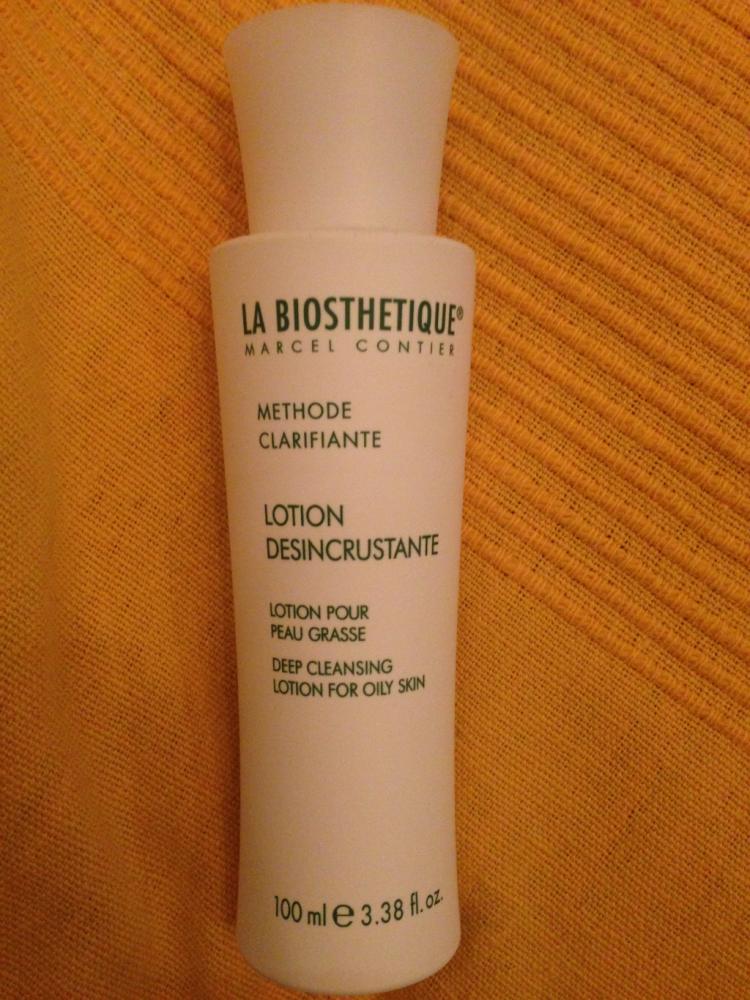 LA BIOSTHETIQUE®
MARCEL CONTIER
METHODE
CLARIFIANTE
LOTION
DESINCRUSTANTE
LOTION POUR
PEAU GRASSE
DEEP CLEANSING
LOTION FOR OILY SKIN
100 ml ℮ 3.38 fl. oz.